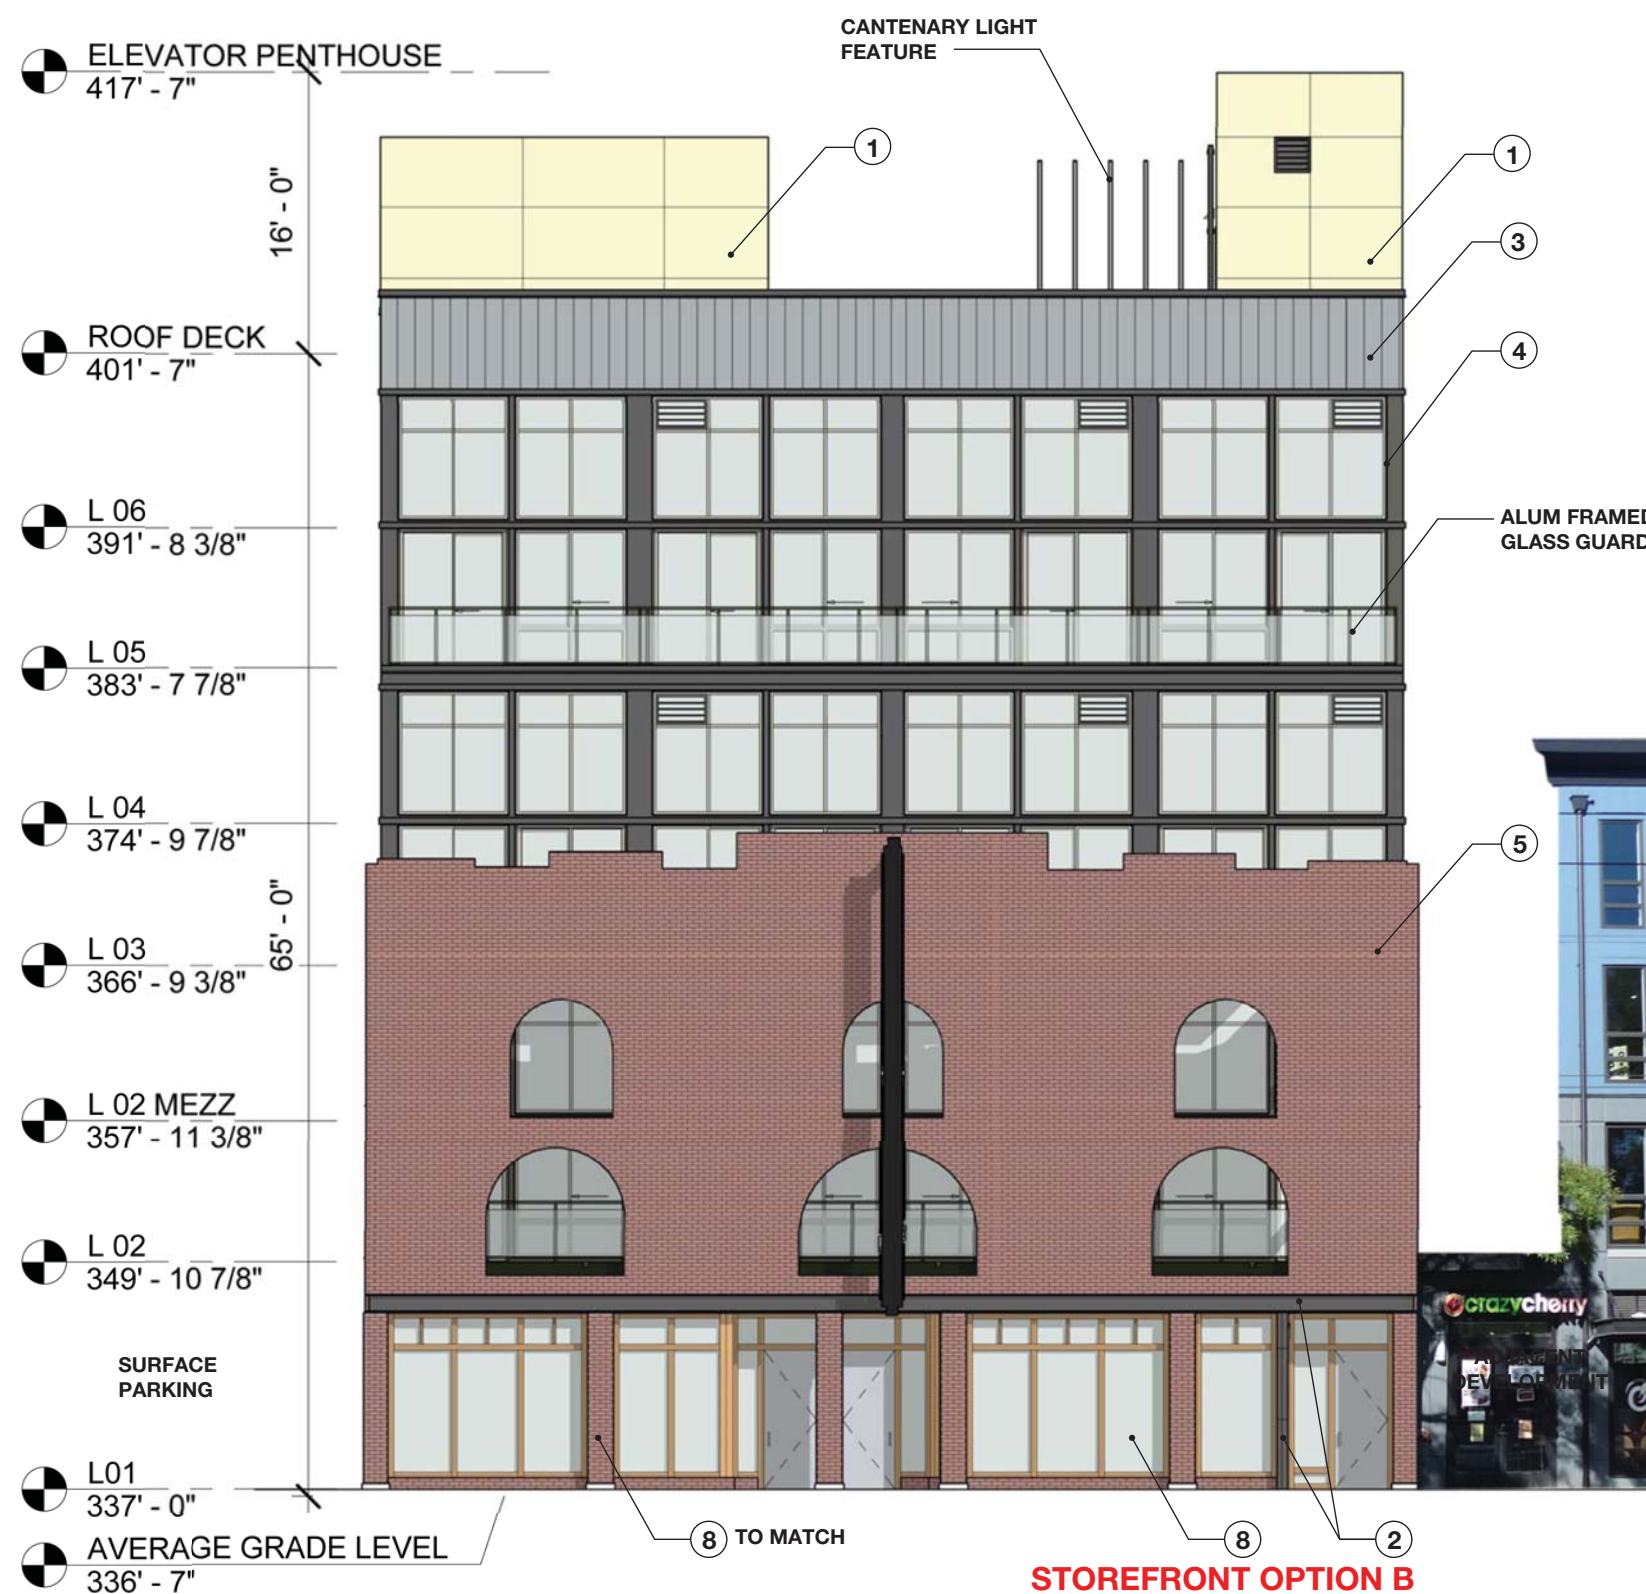 CANTENARY LIGHT
FEATURE
ELEVATOR PENTHOUSE
417' - 7"
1
1
16' - 0"
3
ROOF DECK
401' - 7"
4
L 06
391' - 8 3/8"
ALUM FRAMED
GLASS GUARD
L 05
383' - 7 7/8"
L 04
374' - 9 7/8"
5
65' - 0"
L 03
366' - 9 3/8"
L 02 MEZZ
357' - 11 3/8"
L 02
349' - 10 7/8"
crazycherry
SURFACE
PARKING
ADJACENT
DEVELOPMENT
L01
337' - 0"
8 TO MATCH
8
2
AVERAGE GRADE LEVEL
336' - 7"
STOREFRONT OPTION B